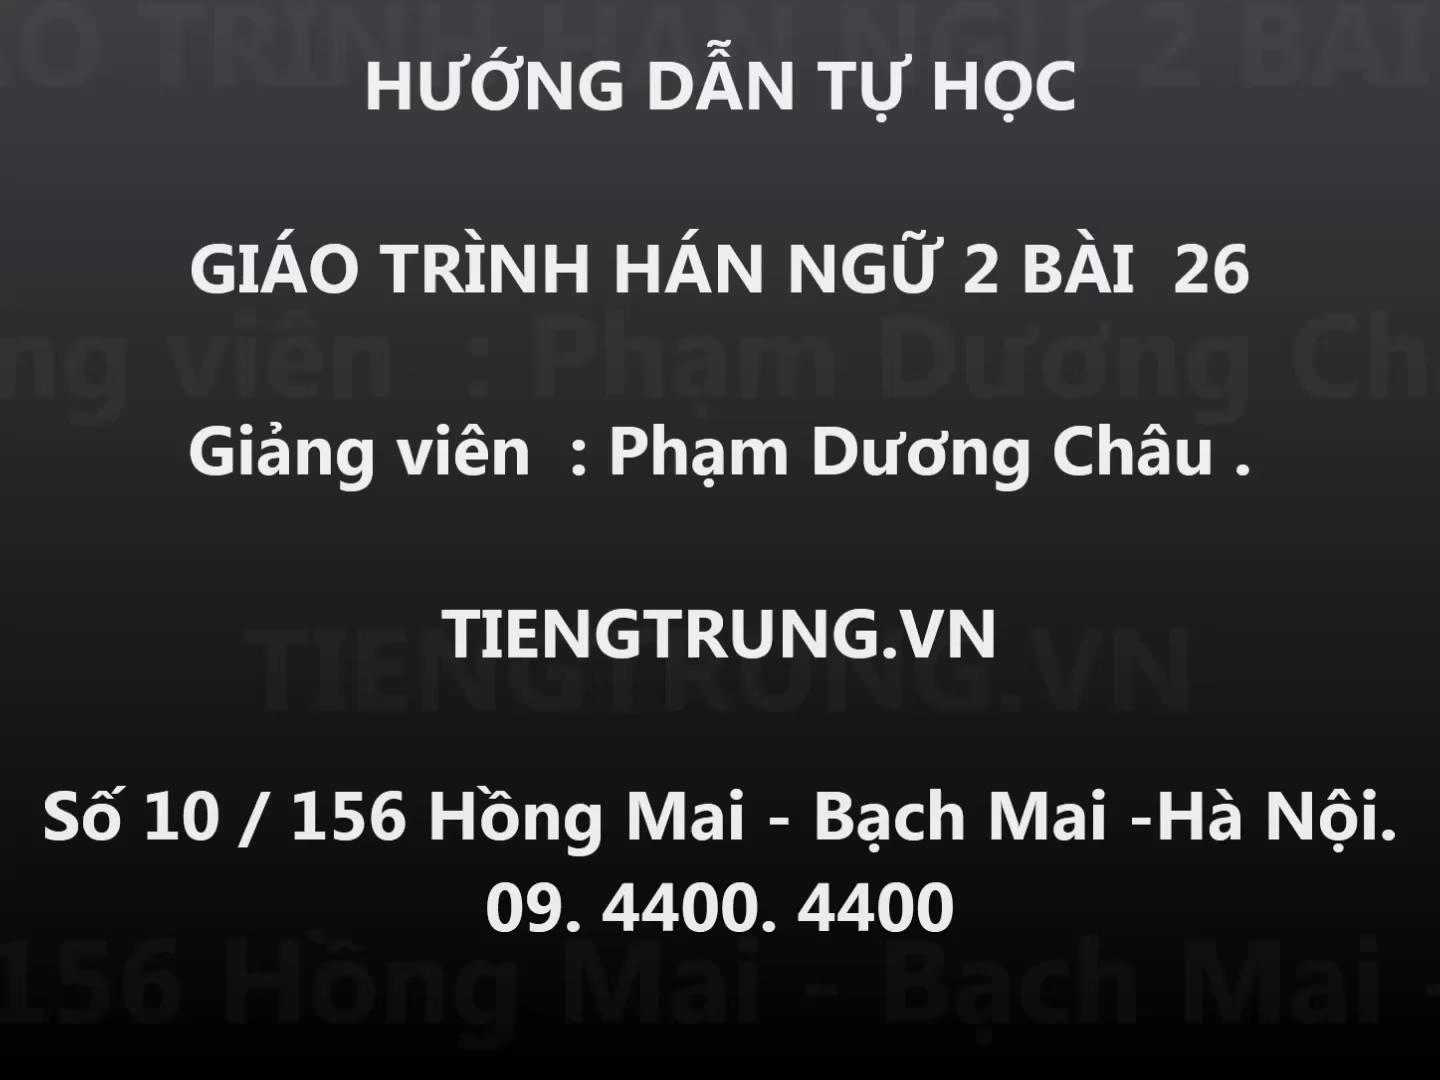 HƯỚNG DẪN TỰ HỌC
GIÁO TRÌNH HÁN NGỮ 2 BÀI  26
Giảng viên  : Phạm Dương Châu .
TIENGTRUNG.VN
Số 10 / 156 Hồng Mai - Bạch Mai -Hà Nội.
09. 4400. 4400